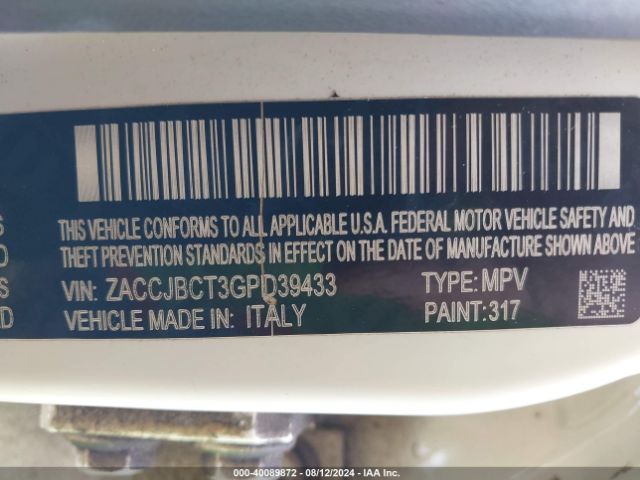 THIS VEHICLE CONFORMS TO ALL APPLICABLE U.S.A. FEDERAL MOTOR VEHICLE SAFETY AND
THEFT PREVENTION STANDARDS IN EFFECT ON THE DATE OF MANUFACTURE SHOWN ABOVE
VIN: ZACCJBCT3GPD39433 TYPE: MPV
VEHICLE MADE IN: ITALY PAINT: 317
000-40089872 - 08/12/2024 - IAA Inc.